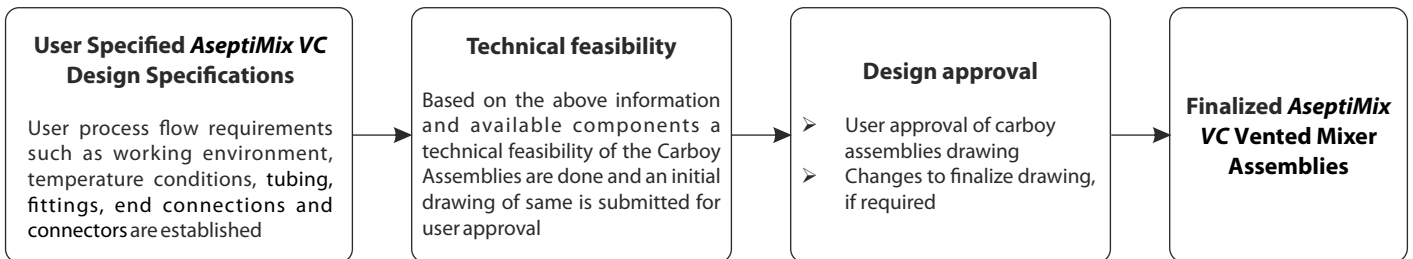 User Specified AseptiMix VC
Design Specifications
User process flow requirements
such as working environment,
temperature conditions, tubing,
fittings, end connections and
connectors are established
Technical feasibility
Based on the above information
and available components a
technical feasibility of the Carboy
Assemblies are done and an initial
drawing of same is submitted for
user approval
Design approval
➢ User approval of carboy
assemblies drawing
➢ Changes to finalize drawing,
if required
Finalized AseptiMix
VC Vented Mixer
Assemblies